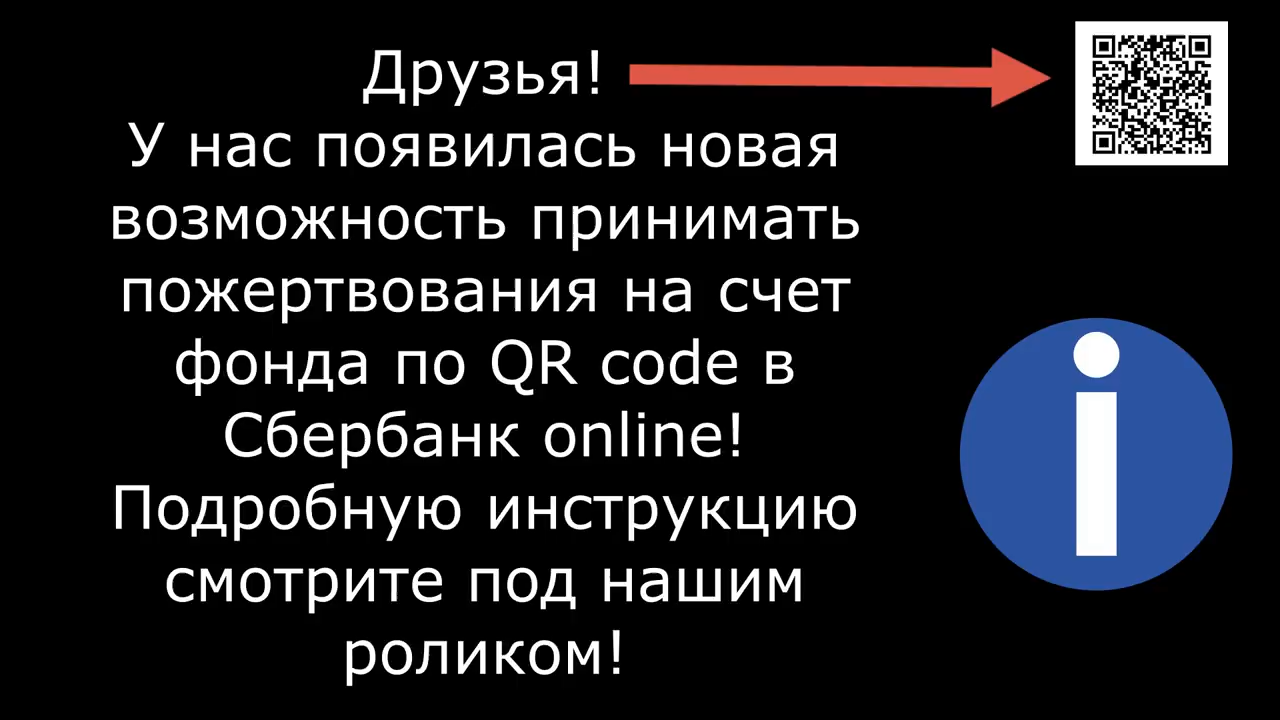 Друзья!
У нас появилась новая
возможность принимать
пожертвования на счет
фонда по QR code в
Сбербанк online!
Подробную инструкцию
смотрите под нашим
роликом!